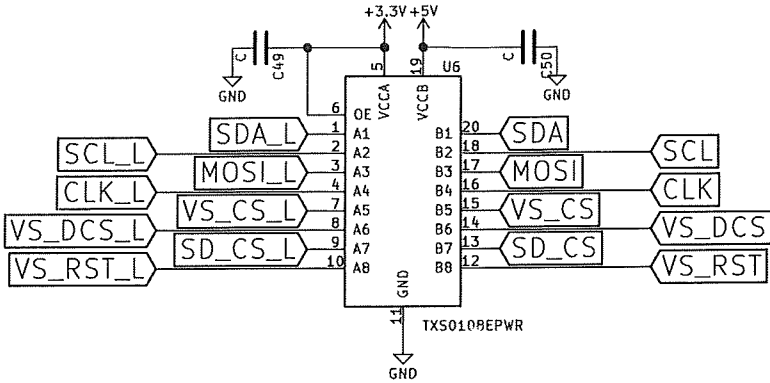 +3.3V +5V
C C49
C C50
GND
GND
5 19 U6
VCCA VCCB
6 OE
SDA_L 1 A1 B1 20 SDA
SCL_L 2 A2 B2 18 SCL
MOSI_L 3 A3 B3 17 MOSI
CLK_L 4 A4 B4 16 CLK
VS_CS_L 7 A5 B5 15 VS_CS
VS_DCS_L 8 A6 B6 14 VS_DCS
SD_CS_L 9 A7 B7 13 SD_CS
VS_RST_L 10 A8 B8 12 VS_RST
GND
11 TXS0108EPWR
GND